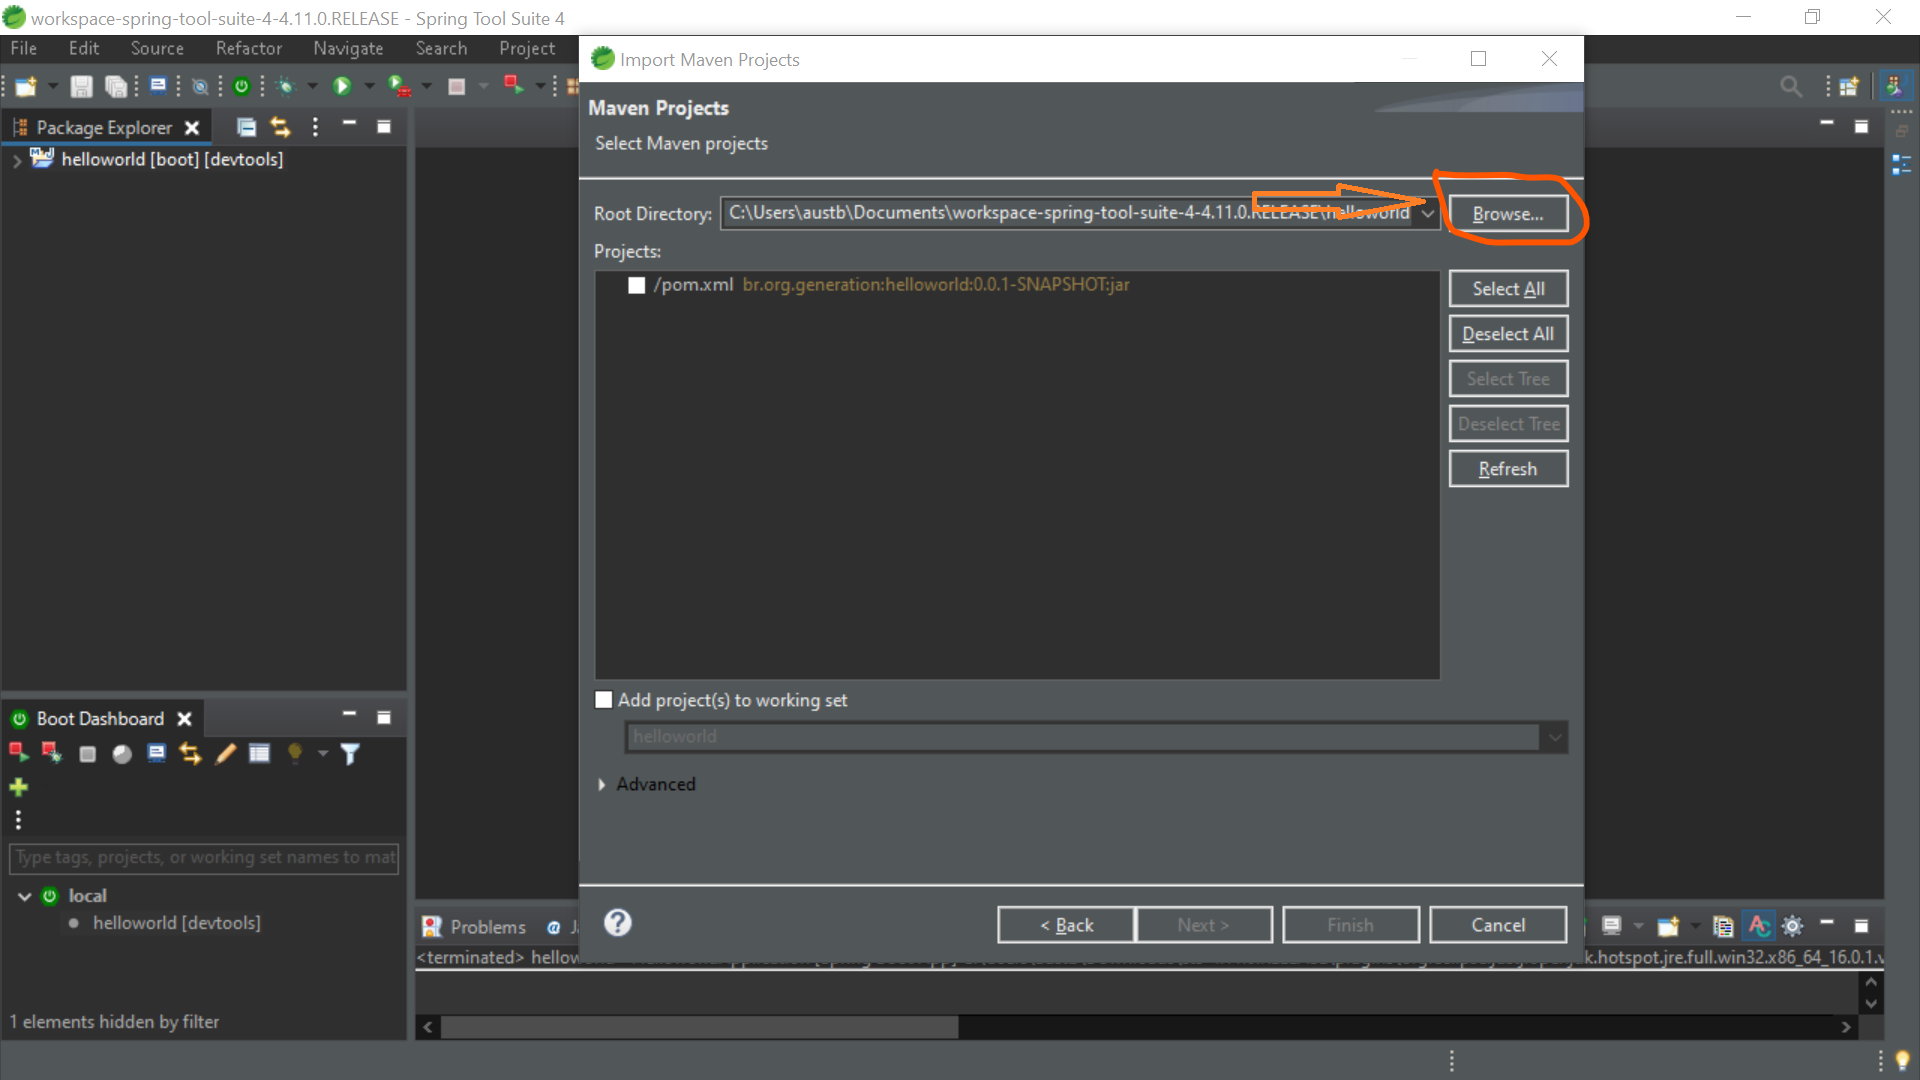 workspace-spring-tool-suite-4-4.11.0.RELEASE - Spring Tool Suite 4
File Edit Source Refactor Navigate Search Project
Import Maven Projects
Package Explorer
helloworld [boot] [devtools]
Maven Projects
Select Maven projects
Root Directory: C:\Users\austb\Documents\workspace-spring-tool-suite-4-4.11.0.RELEASE\helloworld Browse...
Projects:
/pom.xml br.org.generation:helloworld:0.0.1-SNAPSHOT:jar
Select All
Deselect All
Select Tree
Deselect Tree
Refresh
Add project(s) to working set
helloworld
Advanced
< Back Next > Finish Cancel
Boot Dashboard
Type tags, projects, or working set names to mat
local
helloworld [devtools]
1 elements hidden by filter
Problems
<terminated> hellow
k.hotspot.jre.full.win32.x86_64_16.0.1.v